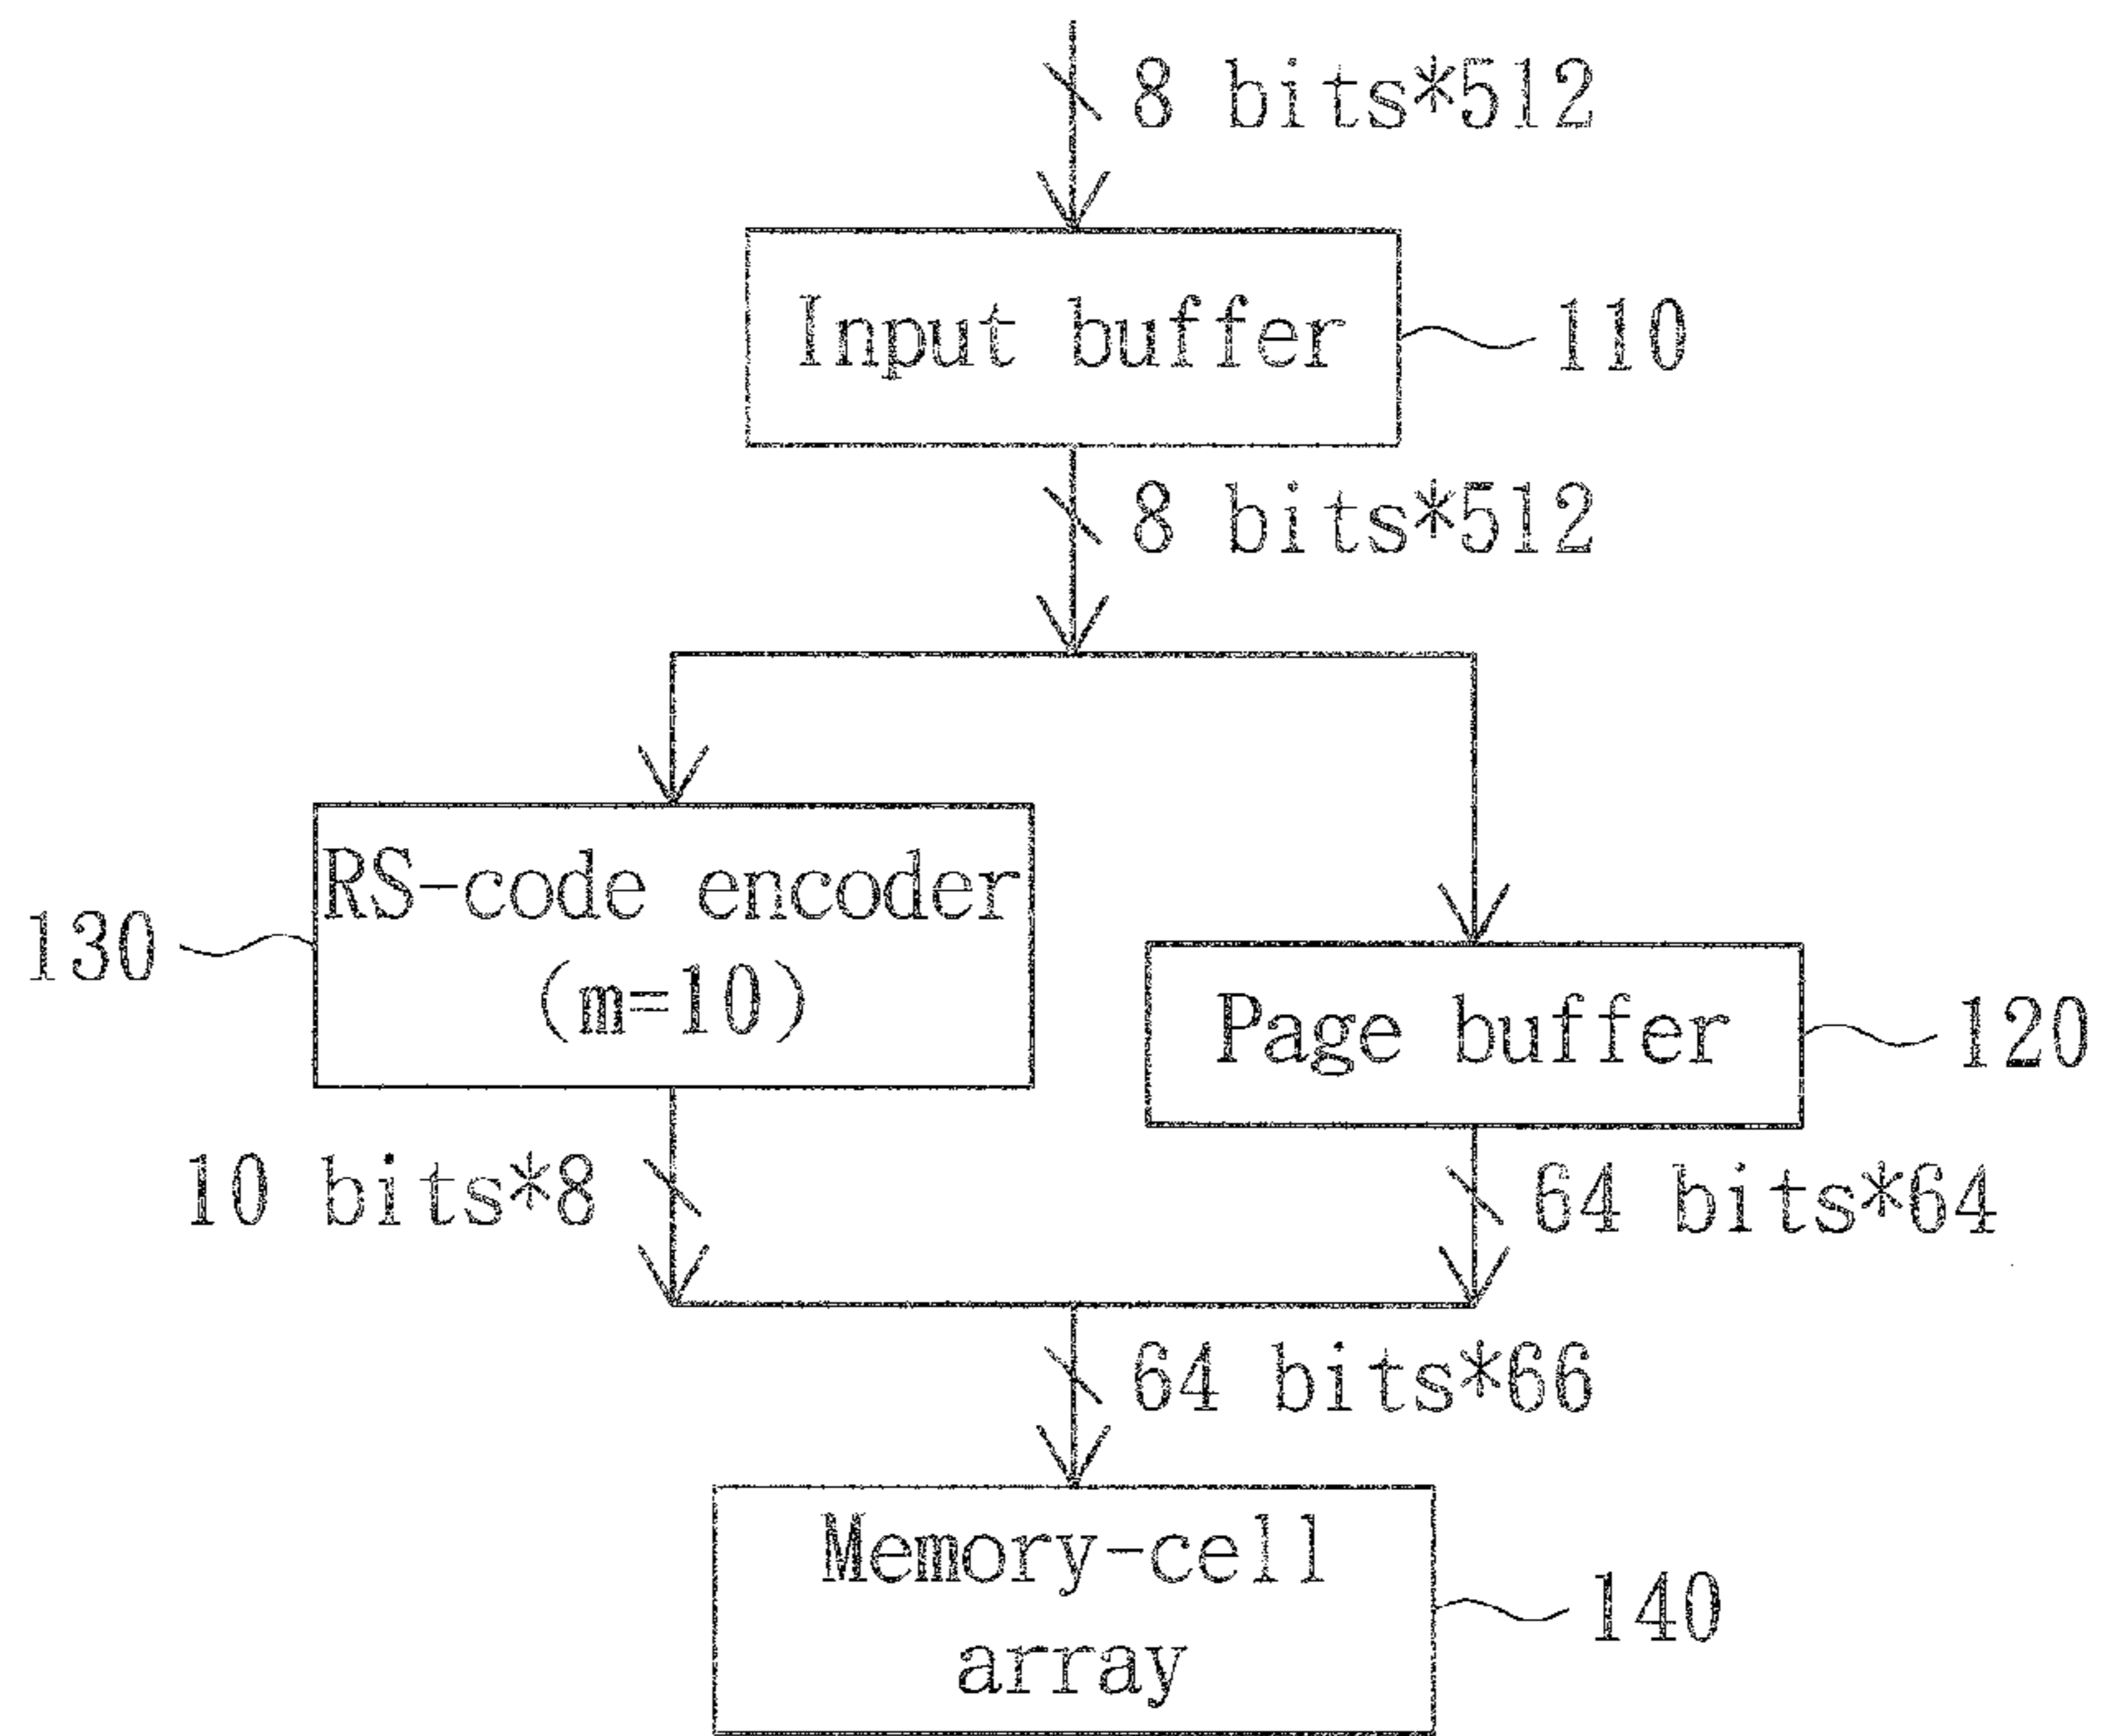 8 bits*512
Input buffer
110
8 bits*512
RS-code encoder
(m=10)
130
Page buffer
120
10 bits*8
64 bits*64
64 bits*66
Memory-cell
array
140